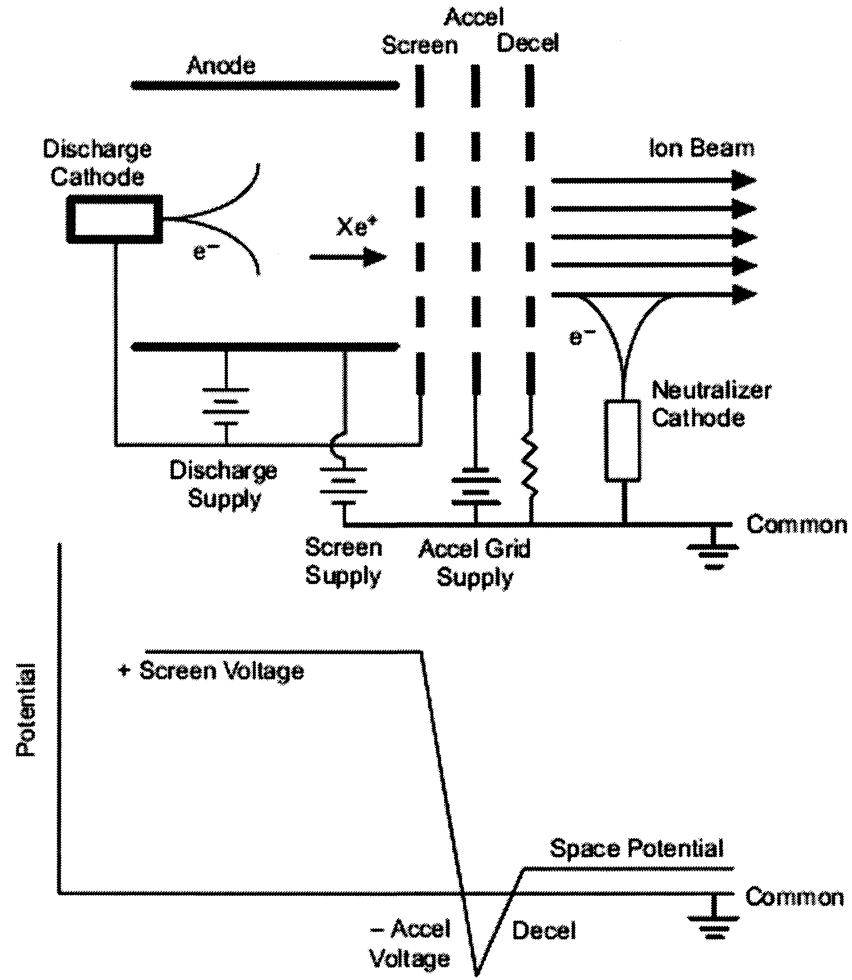 Accel
Screen
Decel
Anode
Discharge
Cathode
Ion Beam
Xe⁺
e⁻
e⁻
Neutralizer
Cathode
Discharge
Supply
Screen
Supply
Accel Grid
Supply
Common
Potential
+ Screen Voltage
Space Potential
Common
– Accel
Voltage
Decel